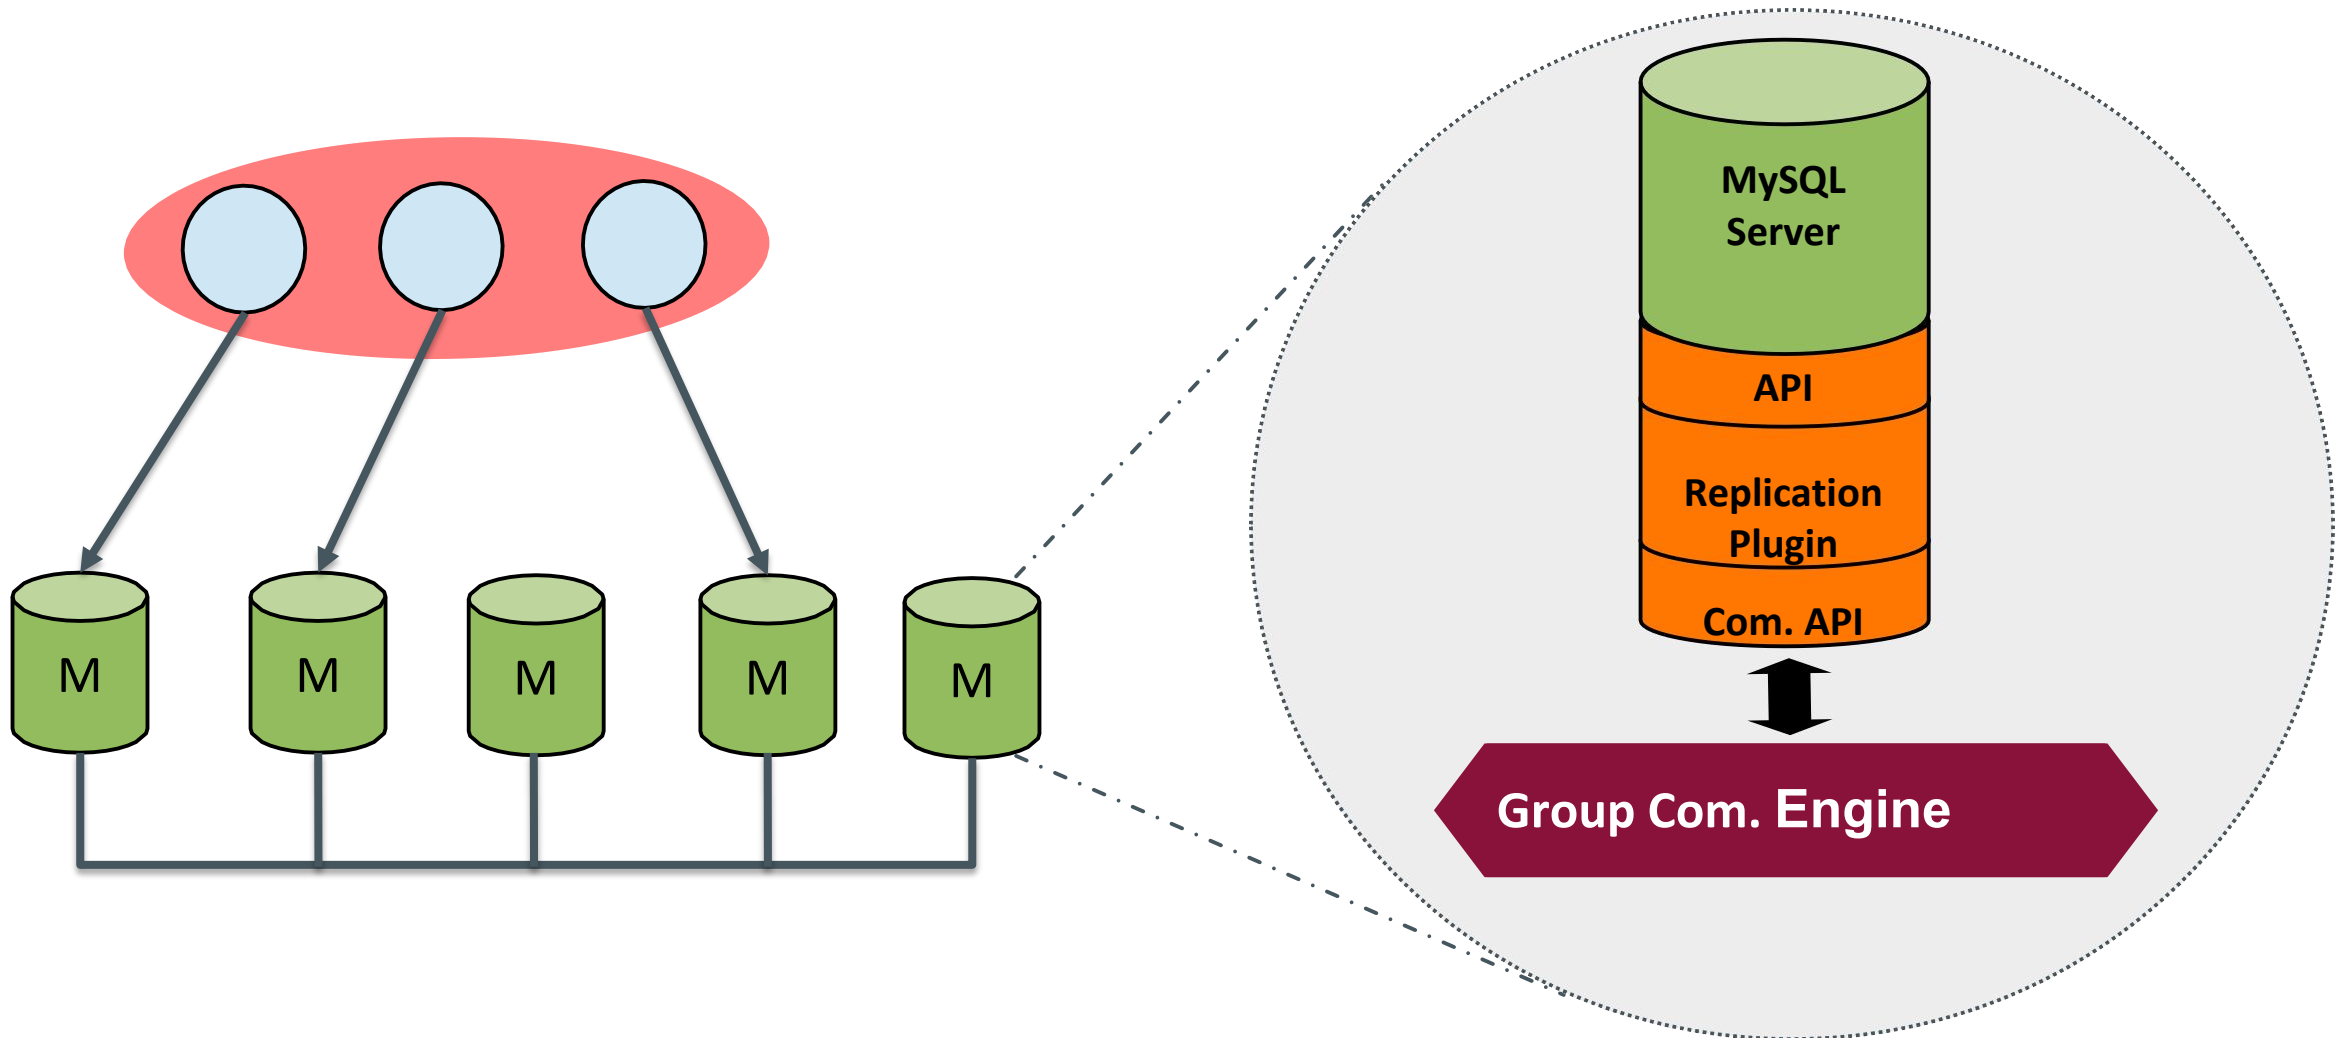 M
M
M
M
M
MySQL
Server
API
Replication
Plugin
Com. API
Group Com. Engine